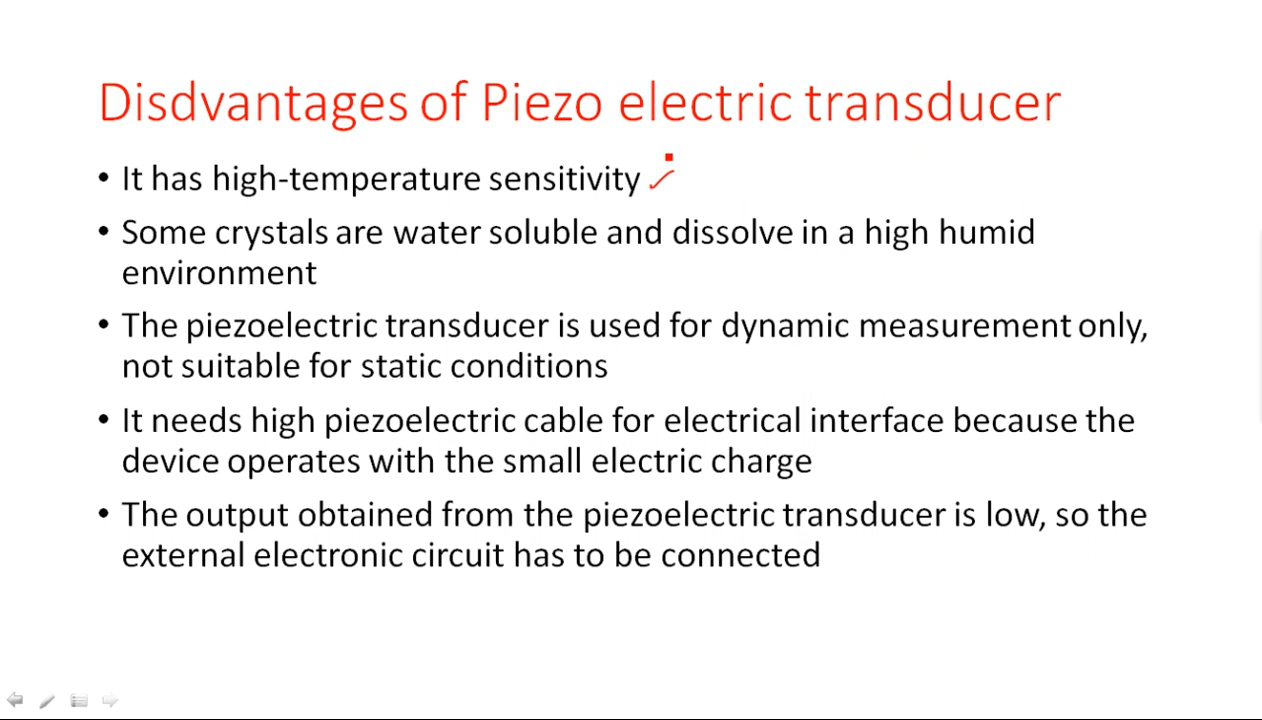 Disdvantages of Piezo electric transducer
• It has high-temperature sensitivity
• Some crystals are water soluble and dissolve in a high humid
environment
• The piezoelectric transducer is used for dynamic measurement only,
not suitable for static conditions
• It needs high piezoelectric cable for electrical interface because the
device operates with the small electric charge
• The output obtained from the piezoelectric transducer is low, so the
external electronic circuit has to be connected